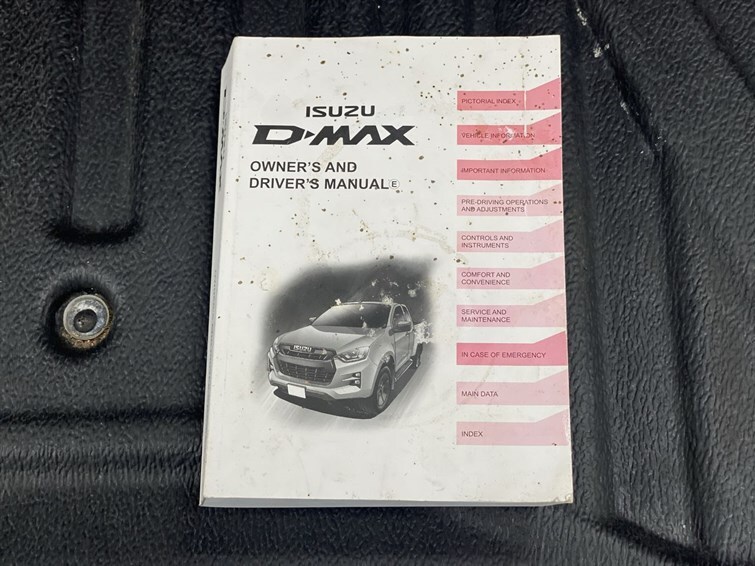 ISUZU
D-MAX
OWNER'S AND
DRIVER'S MANUAL E
PICTORIAL INDEX
VEHICLE INFORMATION
IMPORTANT INFORMATION
PRE-DRIVING OPERATIONS
AND ADJUSTMENTS
CONTROLS AND
INSTRUMENTS
COMFORT AND
CONVENIENCE
SERVICE AND
MAINTENANCE
IN CASE OF EMERGENCY
MAIN DATA
INDEX
ISUZU